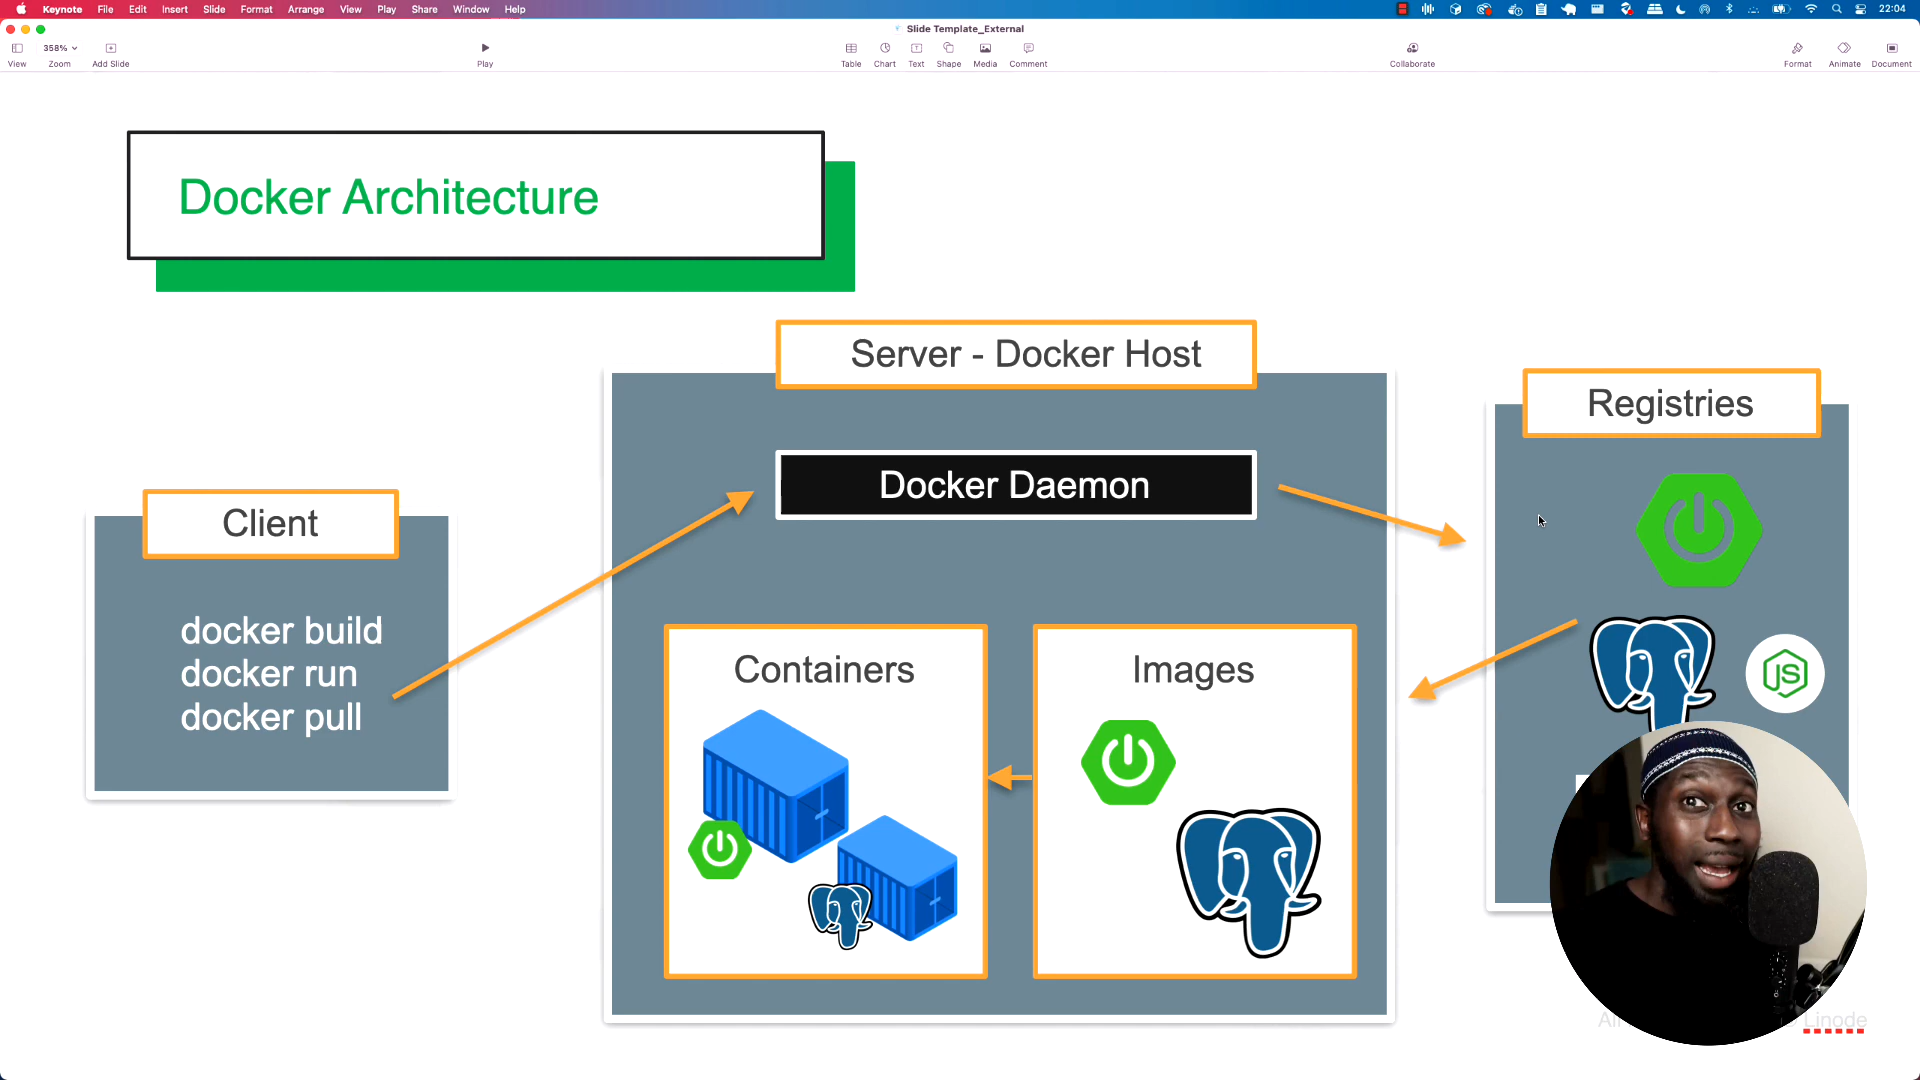 Keynote File Edit Insert Slide Format Arrange View Play Share Window Help
22:04
Slide Template_External
358%
View Zoom Add Slide
Play
Table Chart Text Shape Media Comment
Collaborate
Format Animate Document
Docker Architecture
Server - Docker Host
Registries
Docker Daemon
Client
docker build
docker run
docker pull
Containers
Images
JS
Linode